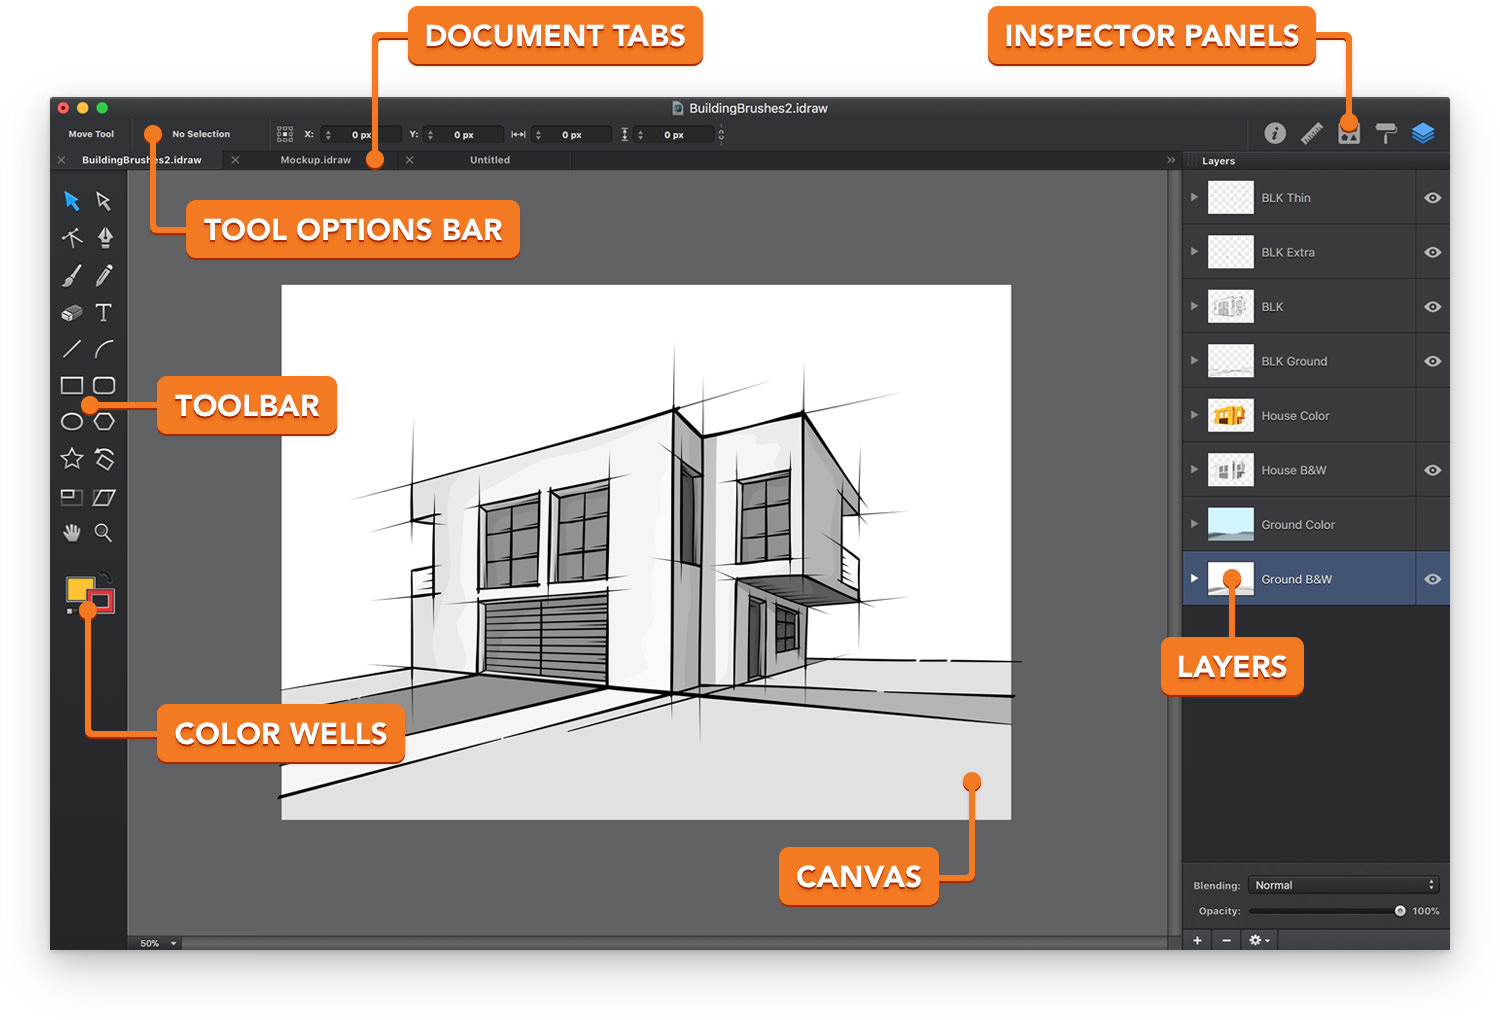 DOCUMENT TABS
INSPECTOR PANELS
BuildingBrushes2.idraw
Move Tool
No Selection
X: 0 px
Y: 0 px
0 px
0 px
BuildingBrushes2.idraw
Mockup.idraw
Untitled
Layers
TOOL OPTIONS BAR
BLK Thin
BLK Extra
BLK
BLK Ground
TOOLBAR
House Color
House B&W
Ground Color
Ground B&W
LAYERS
COLOR WELLS
CANVAS
Blending: Normal
Opacity: 100%
50%